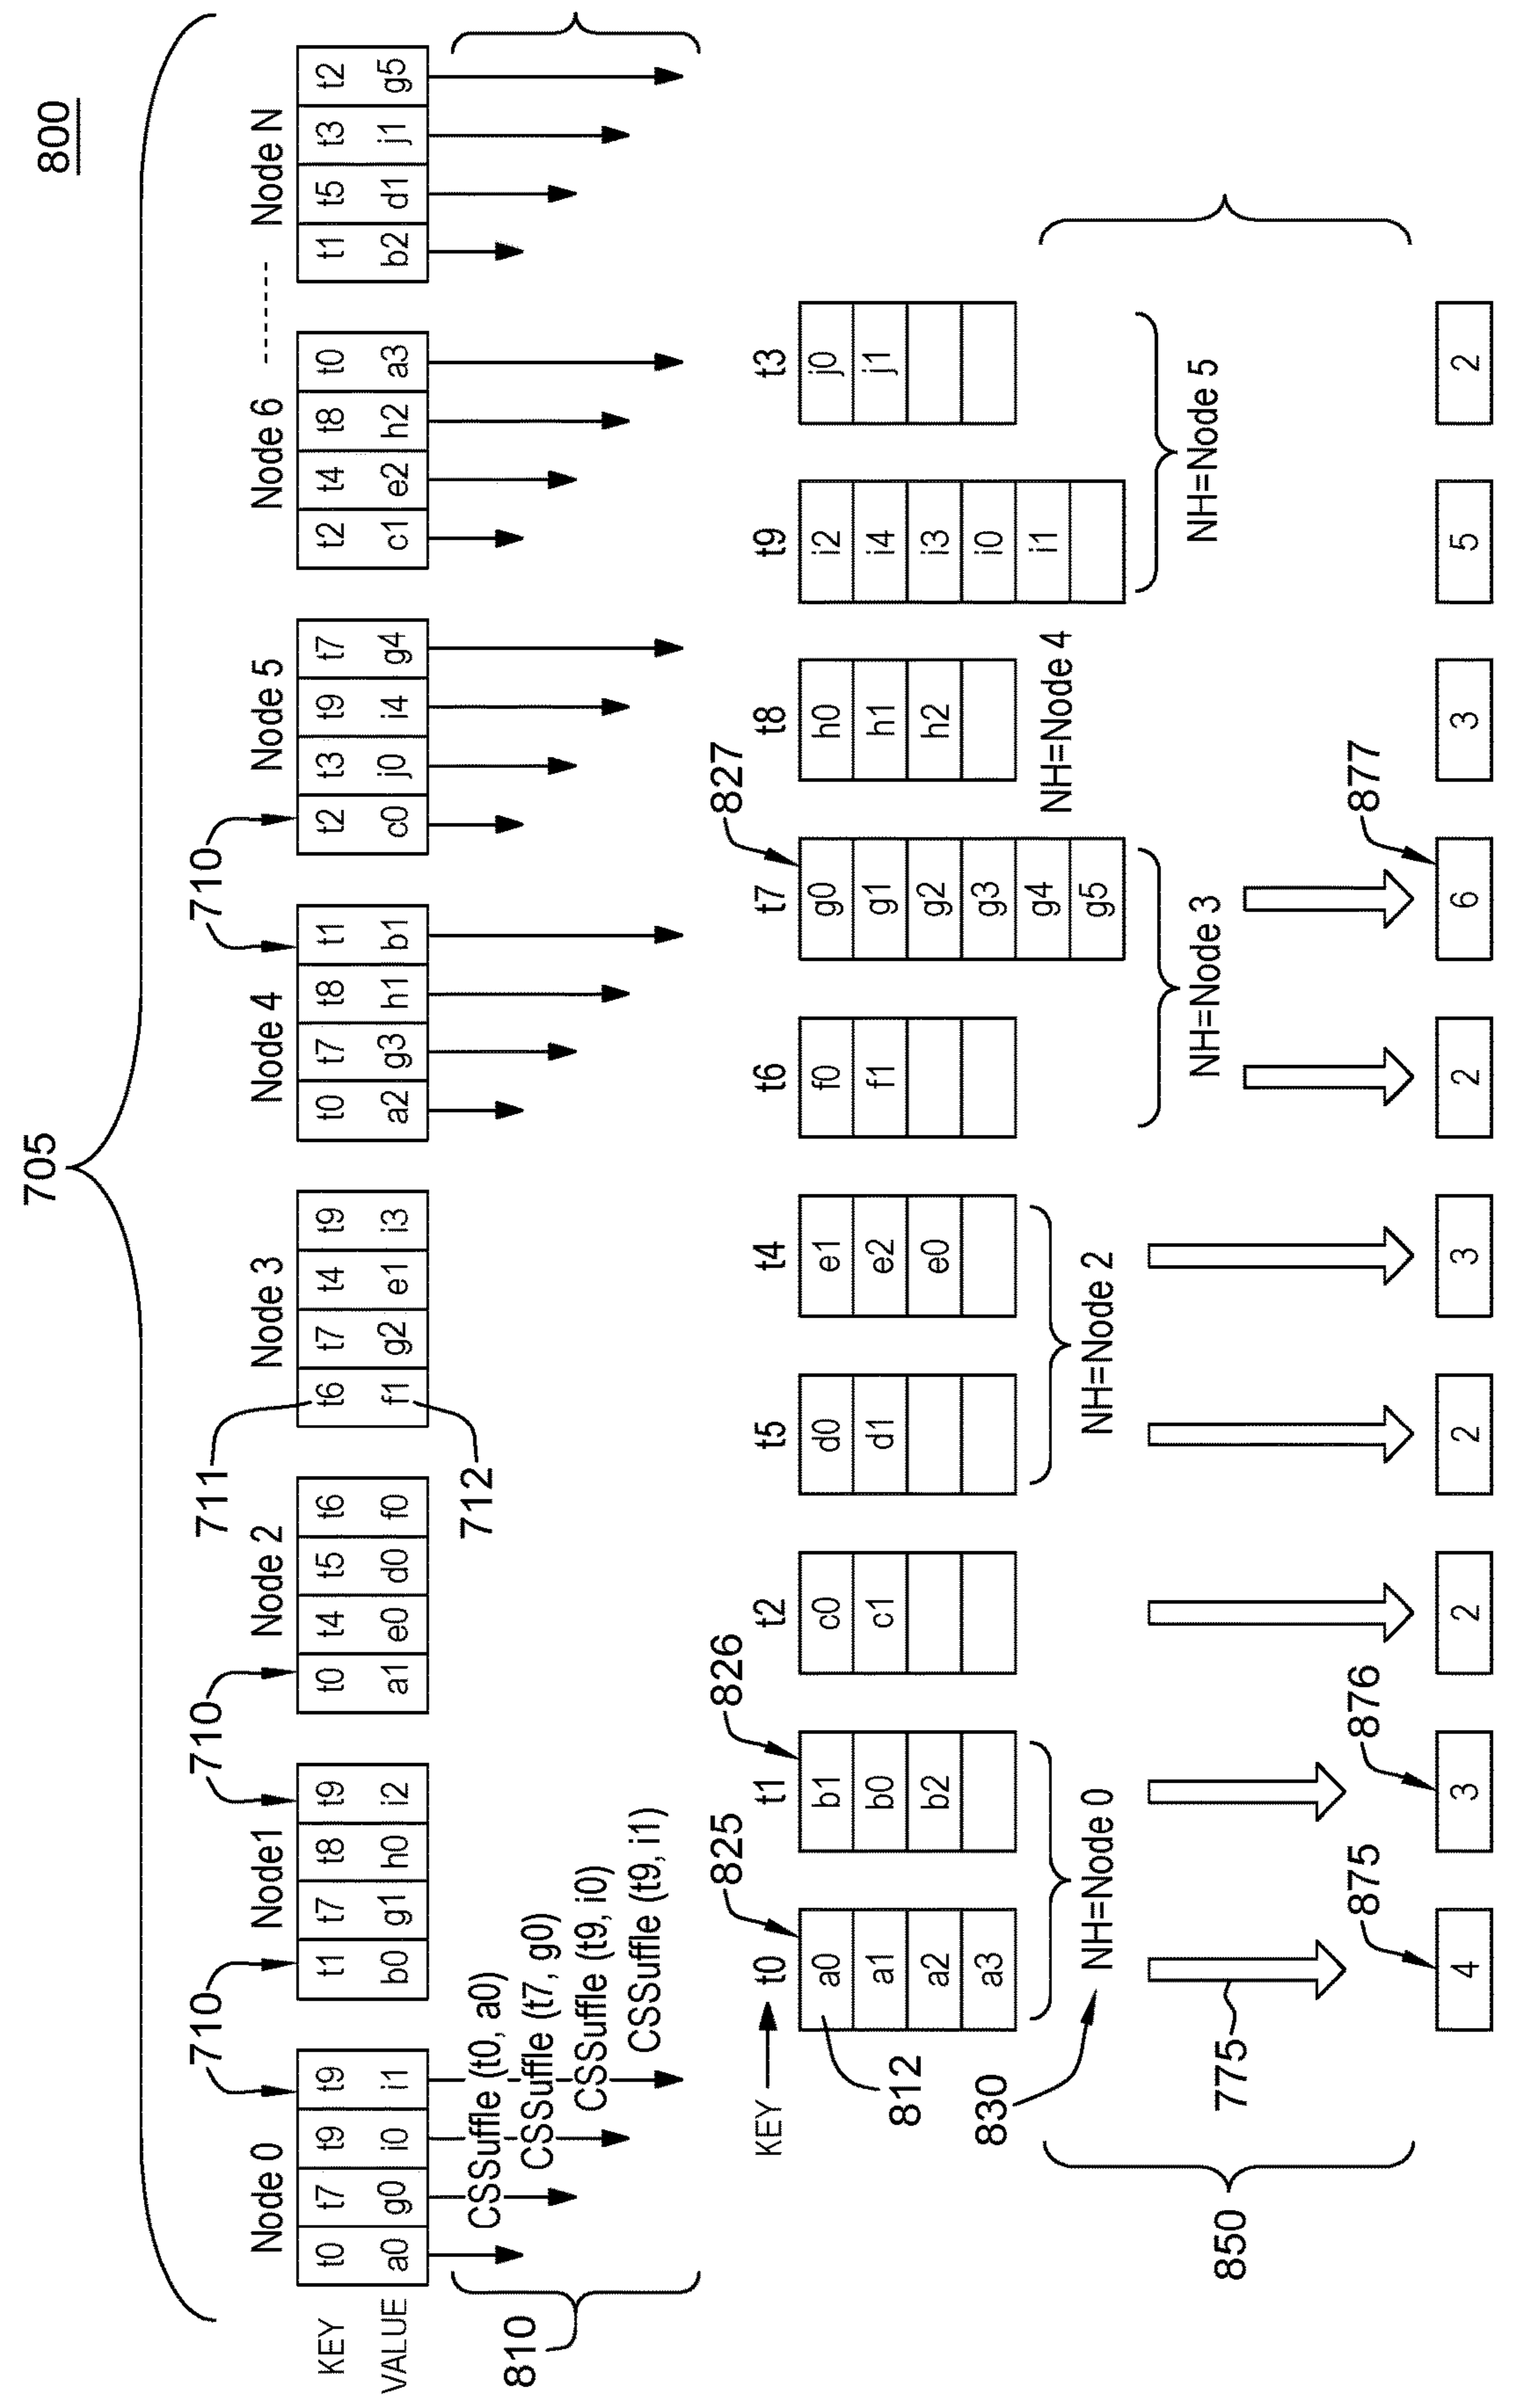 800
705
Node 0 Node1 Node 2 Node 3 Node 4 Node 5 Node 6 ------ Node N
710 710 711 710
KEY t0 t7 t9 t9 t1 t7 t8 t9 t0 t4 t5 t6 t6 t7 t4 t9 t0 t7 t8 t1 t2 t3 t9 t7 t2 t4 t8 t0 t1 t5 t3 t2
VALUE a0 g0 i0 i1 b0 g1 h0 i2 a1 e0 d0 f0 f1 g2 e1 i3 a2 g3 h1 b1 c0 j0 i4 g4 c1 e2 h2 a3 b2 d1 j1 g5
712
810
CSSuffle (t0, a0)
CSSuffle (t7, g0)
CSSuffle (t9, i0)
CSSuffle (t9, i1)
825 826 827
KEY t0 t1 t2 t5 t4 t6 t7 t8 t9 t3
a0 b1 c0 d0 e1 f0 g0 h0 i2 j0
a1 b0 c1 d1 e2 f1 g1 h1 i4 j1
a2 b2 e0 g2 h2 i3
a3 g3 i0
g4 i1
g5
812
830
NH=Node 0 NH=Node 2 NH=Node 3 NH=Node 4 NH=Node 5
775
850
875 876 877
4 3 2 2 3 2 6 3 5 2